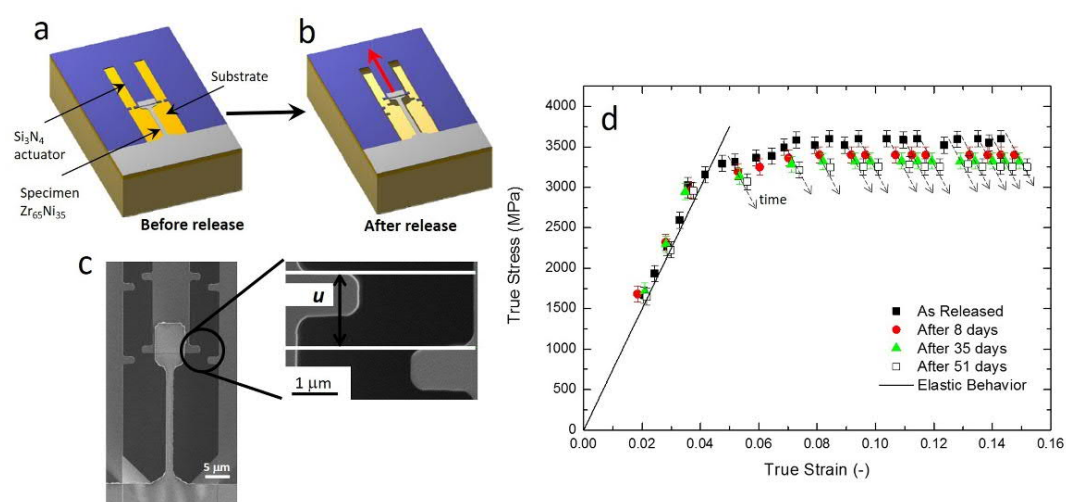 a
b
Si3N4
actuator
Substrate
Specimen
Zr65Ni35
Before release
After release
c
u
1 μm
5 μm
d
4000
3500
3000
2500
2000
1500
1000
500
0
True Stress (MPa)
time
As Released
After 8 days
After 35 days
After 51 days
Elastic Behavior
0.00 0.02 0.04 0.06 0.08 0.10 0.12 0.14 0.16
True Strain (-)